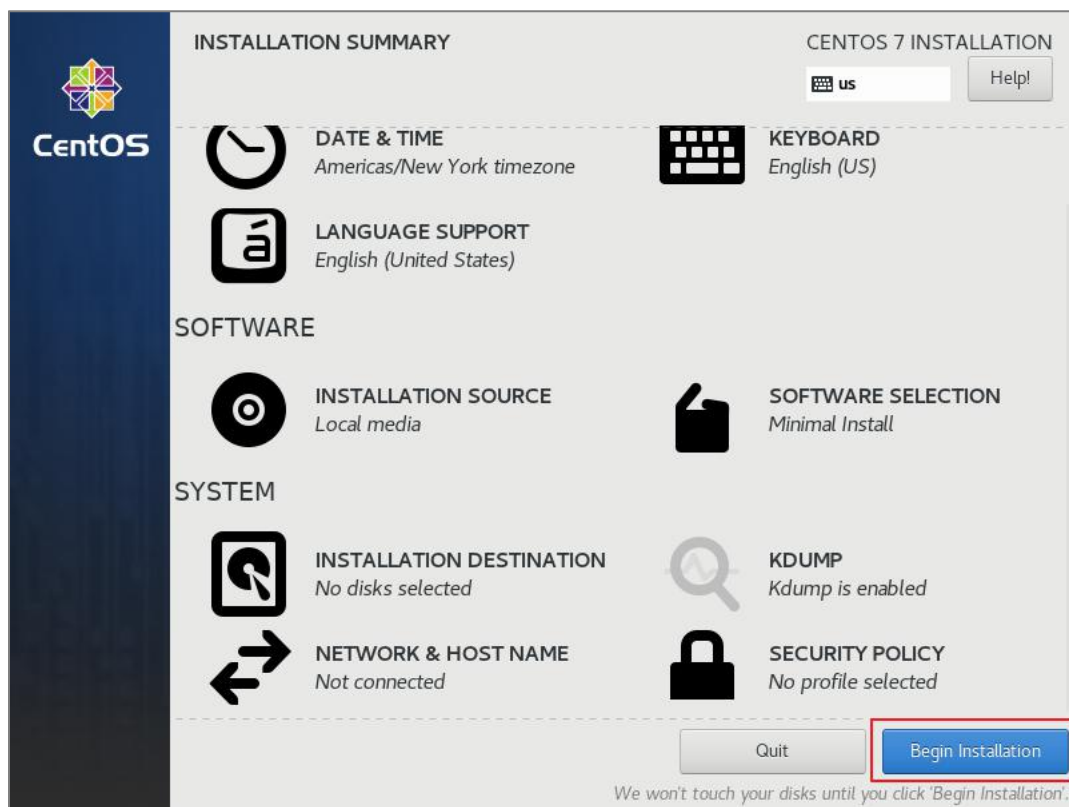 INSTALLATION SUMMARY
CENTOS 7 INSTALLATION
us
Help!
CentOS
DATE & TIME
Americas/New York timezone
KEYBOARD
English (US)
á
LANGUAGE SUPPORT
English (United States)
SOFTWARE
INSTALLATION SOURCE
Local media
SOFTWARE SELECTION
Minimal Install
SYSTEM
INSTALLATION DESTINATION
No disks selected
KDUMP
Kdump is enabled
NETWORK & HOST NAME
Not connected
SECURITY POLICY
No profile selected
Quit
Begin Installation
We won't touch your disks until you click 'Begin Installation'.